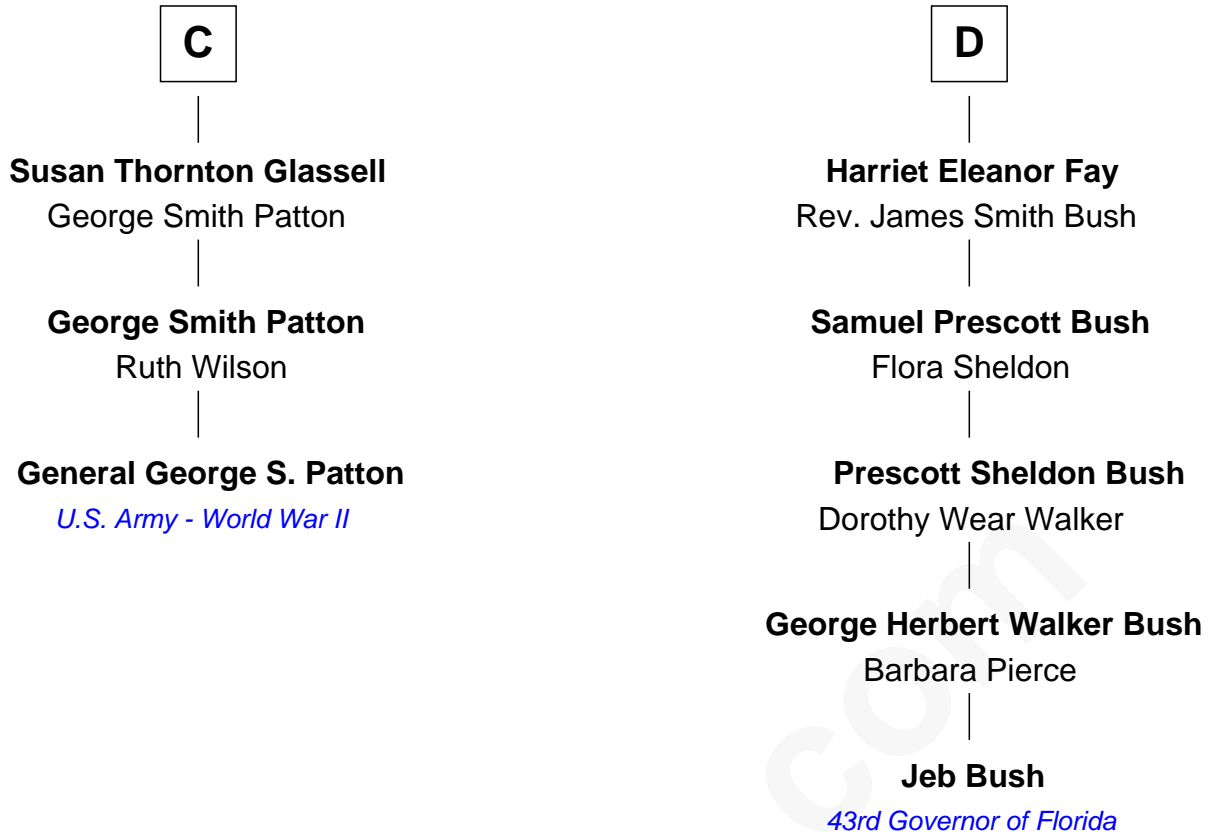 C
Susan Thornton Glassell
George Smith Patton
George Smith Patton
Ruth Wilson
General George S. Patton
U.S. Army - World War II
D
Harriet Eleanor Fay
Rev. James Smith Bush
Samuel Prescott Bush
Flora Sheldon
Prescott Sheldon Bush
Dorothy Wear Walker
George Herbert Walker Bush
Barbara Pierce
Jeb Bush
43rd Governor of Florida
com